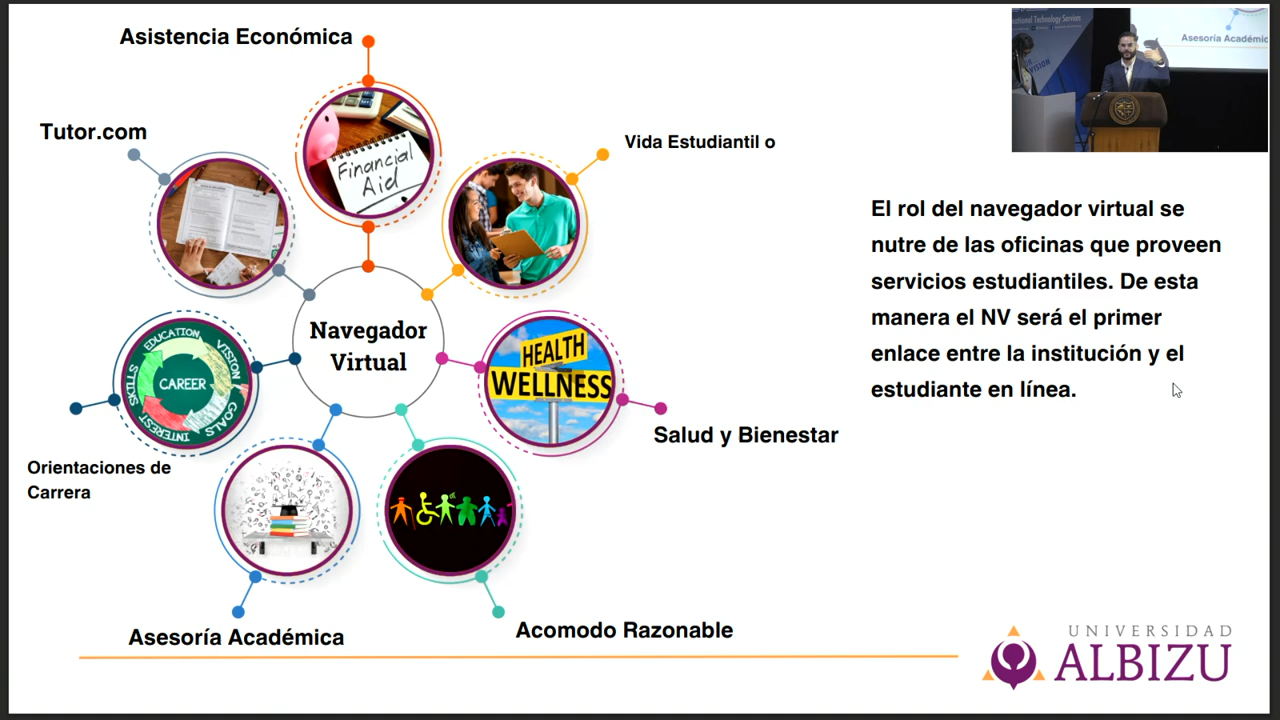 Asistencia Económica
Tutor.com
Vida Estudiantil o
Financial
Aid
Navegador
Virtual
EDUCATION
VISION
GOALS
INTEREST
SKILLS
CAREER
HEALTH
WELLNESS
Salud y Bienestar
Orientaciones de
Carrera
Asesoría Académica
Acomodo Razonable
El rol del navegador virtual se
nutre de las oficinas que proveen
servicios estudiantiles. De esta
manera el NV será el primer
enlace entre la institución y el
estudiante en línea.
Technology Services
VISION
Asesoría Académic
UNIVERSIDAD
ALBIZU